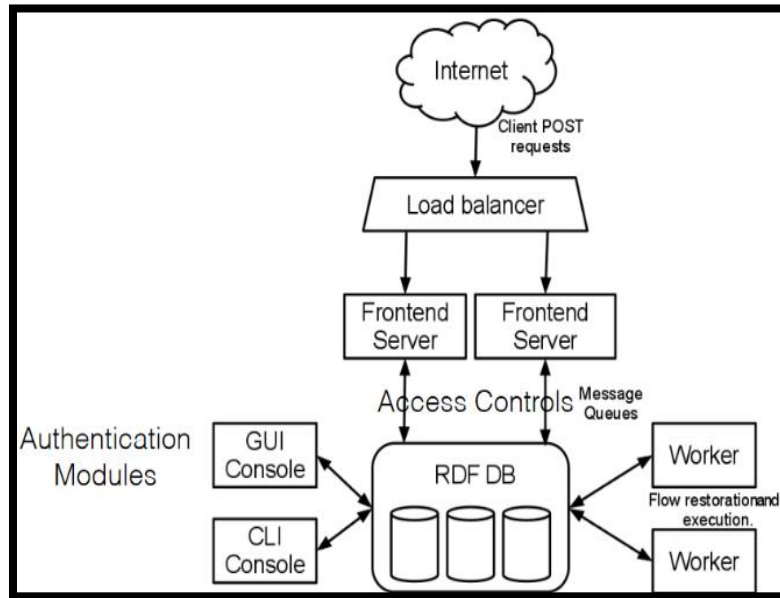 Internet
Client POST
requests
Load balancer
Frontend
Server
Frontend
Server
Access Controls
Message
Queues
Authentication
Modules
GUI
Console
CLI
Console
RDF DB
Worker
Flow restorationand
execution.
Worker